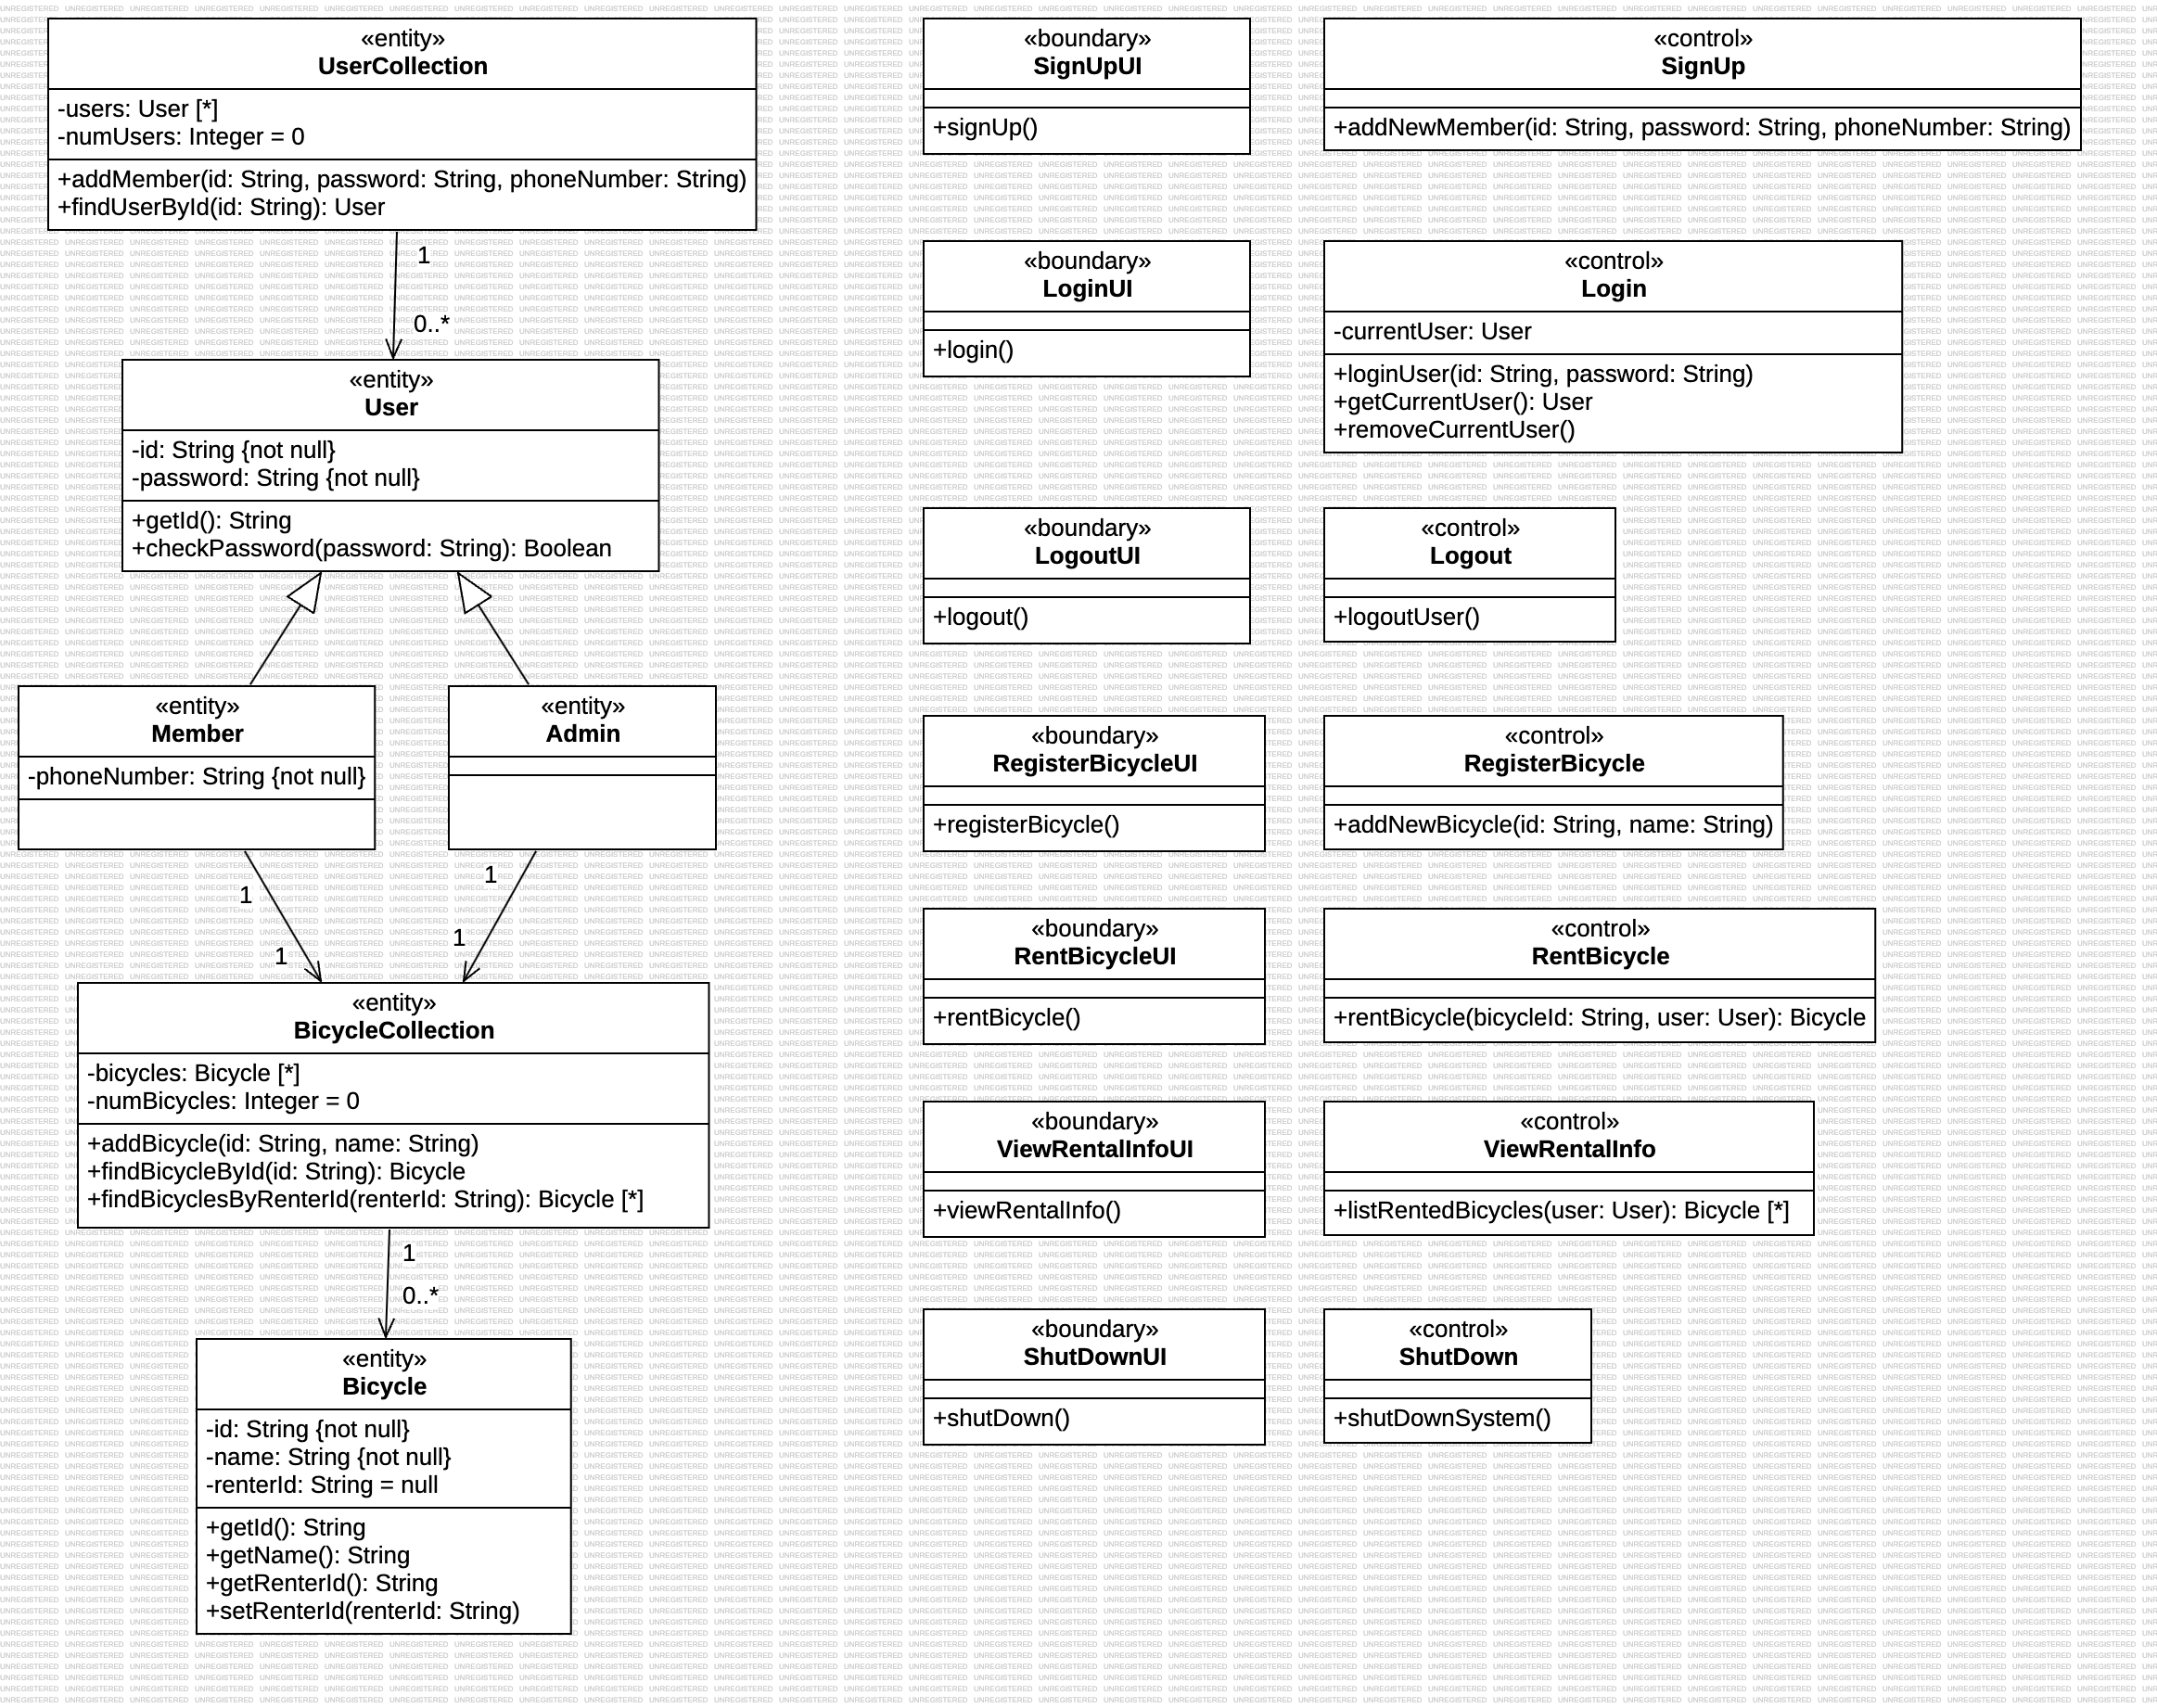 «entity»
UserCollection
-users: User [*]
-numUsers: Integer = 0
+addMember(id: String, password: String, phoneNumber: String)
+findUserById(id: String): User
1
0..*
«entity»
User
-id: String {not null}
-password: String {not null}
+getId(): String
+checkPassword(password: String): Boolean
«entity»
Member
-phoneNumber: String {not null}
«entity»
Admin
1
1
1
1
«entity»
BicycleCollection
-bicycles: Bicycle [*]
-numBicycles: Integer = 0
+addBicycle(id: String, name: String)
+findBicycleById(id: String): Bicycle
+findBicyclesByRenterId(renterId: String): Bicycle [*]
1
0..*
«entity»
Bicycle
-id: String {not null}
-name: String {not null}
-renterId: String = null
+getId(): String
+getName(): String
+getRenterId(): String
+setRenterId(renterId: String)
«boundary»
SignUpUI
+signUp()
«control»
SignUp
+addNewMember(id: String, password: String, phoneNumber: String)
«boundary»
LoginUI
+login()
«control»
Login
-currentUser: User
+loginUser(id: String, password: String)
+getCurrentUser(): User
+removeCurrentUser()
«boundary»
LogoutUI
+logout()
«control»
Logout
+logoutUser()
«boundary»
RegisterBicycleUI
+registerBicycle()
«control»
RegisterBicycle
+addNewBicycle(id: String, name: String)
«boundary»
RentBicycleUI
+rentBicycle()
«control»
RentBicycle
+rentBicycle(bicycleId: String, user: User): Bicycle
«boundary»
ViewRentalInfoUI
+viewRentalInfo()
«control»
ViewRentalInfo
+listRentedBicycles(user: User): Bicycle [*]
«boundary»
ShutDownUI
+shutDown()
«control»
ShutDown
+shutDownSystem()
UNREGISTERED